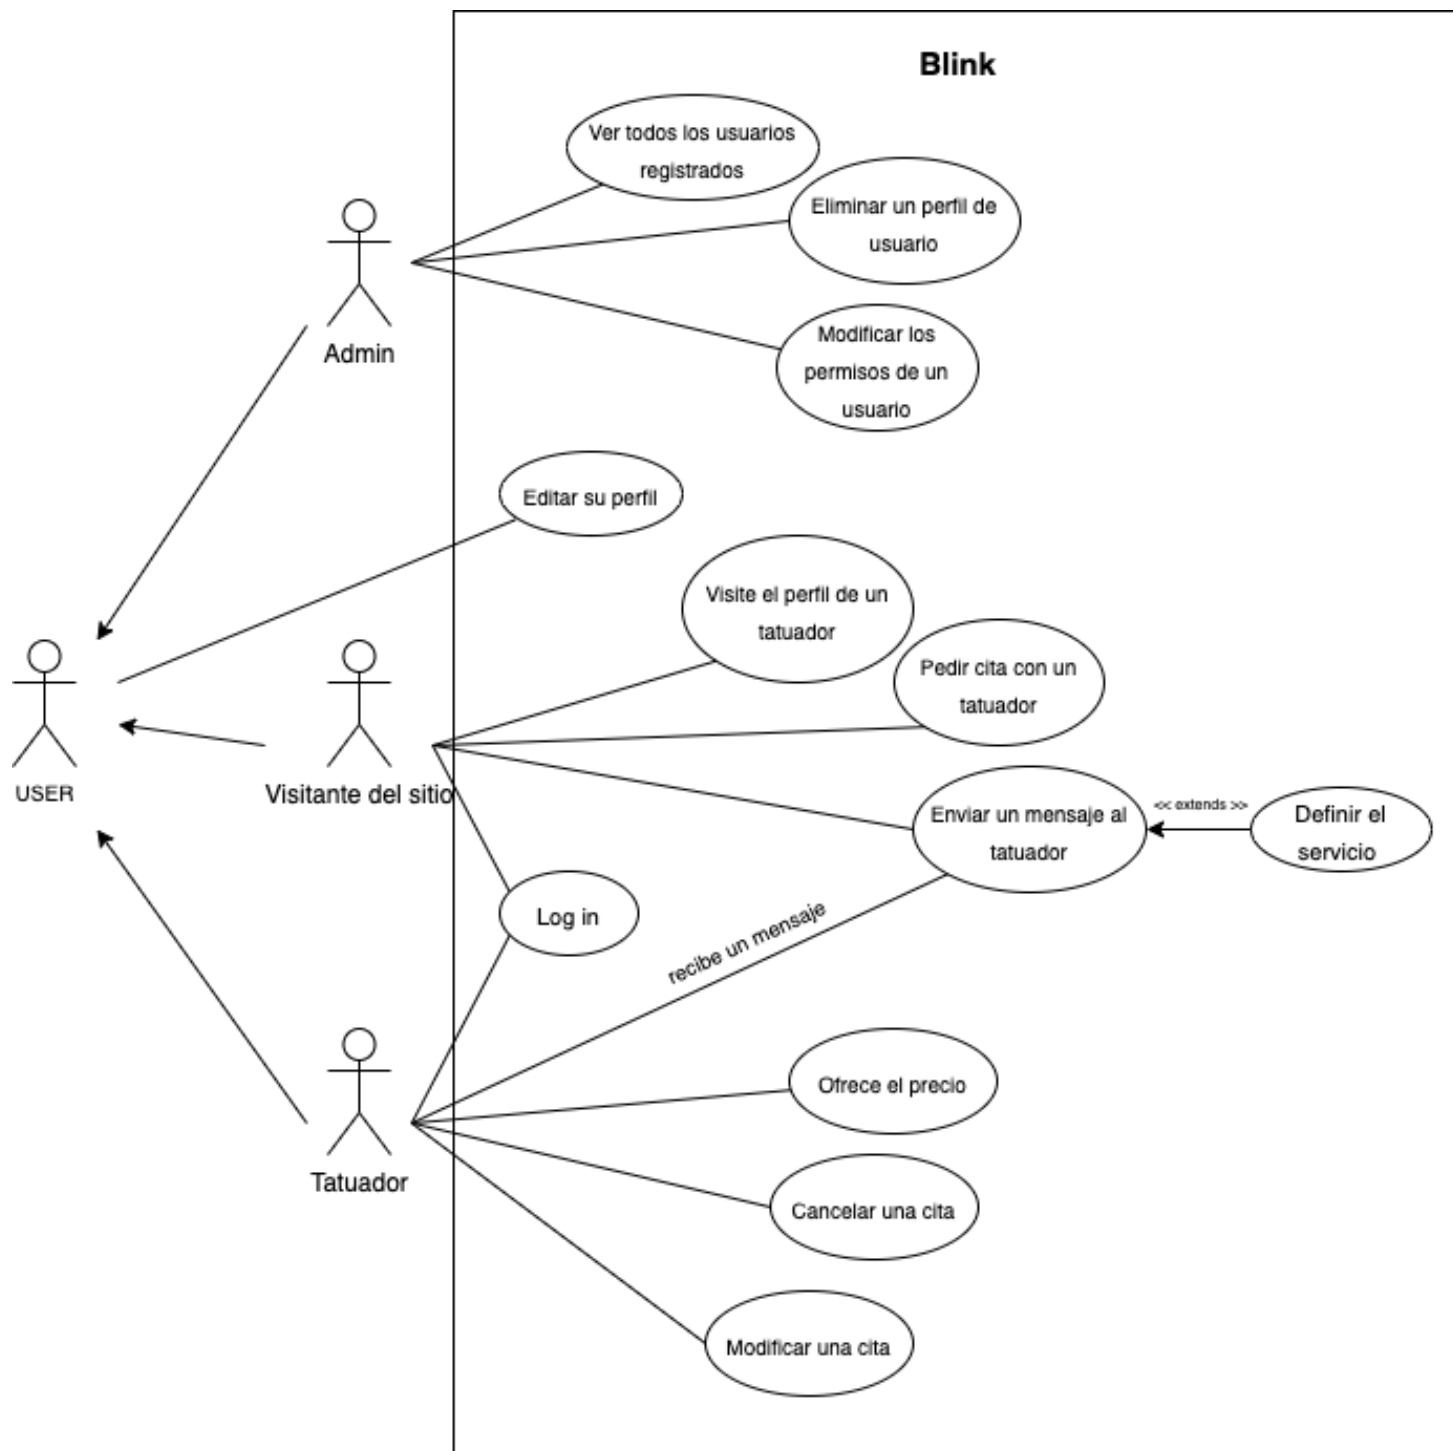 Blink
Ver todos los usuarios
registrados
Eliminar un perfil de
usuario
Admin
Modificar los
permisos de un
usuario
Editar su perfil
Visite el perfil de un
tatuador
Pedir cita con un
tatuador
USER
Visitante del sitio
Enviar un mensaje al
tatuador
<< extends >>
Definir el
servicio
Log in
recibe un mensaje
Ofrece el precio
Tatuador
Cancelar una cita
Modificar una cita